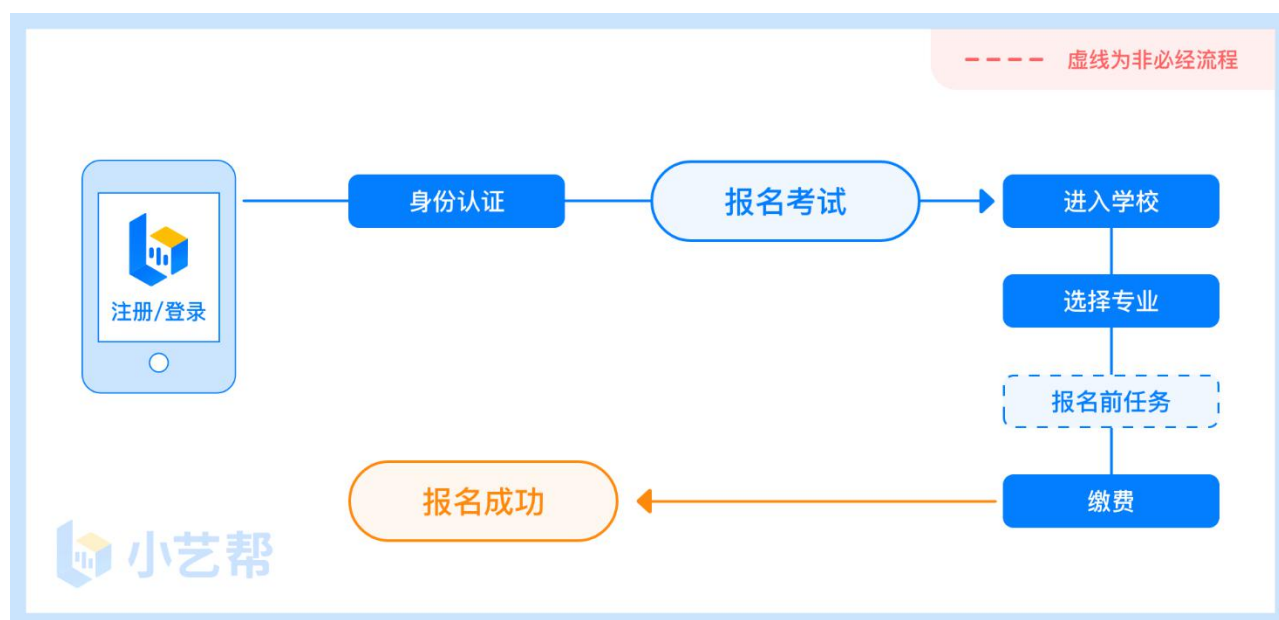 虚线为非必经流程
身份认证
报名考试
进入学校
注册/登录
选择专业
报名前任务
报名成功
缴费
小艺帮